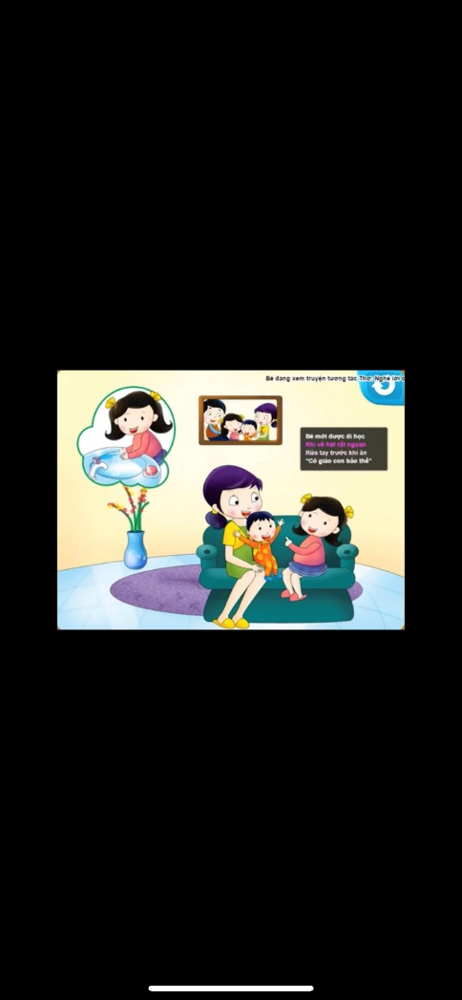 Bé đang xem truyện tương tác Thơ: Nghe lời c
Bé mới được đi học
Khi về hát rất ngoan
Rửa tay trước khi ăn
"Cô giáo con bảo thế"